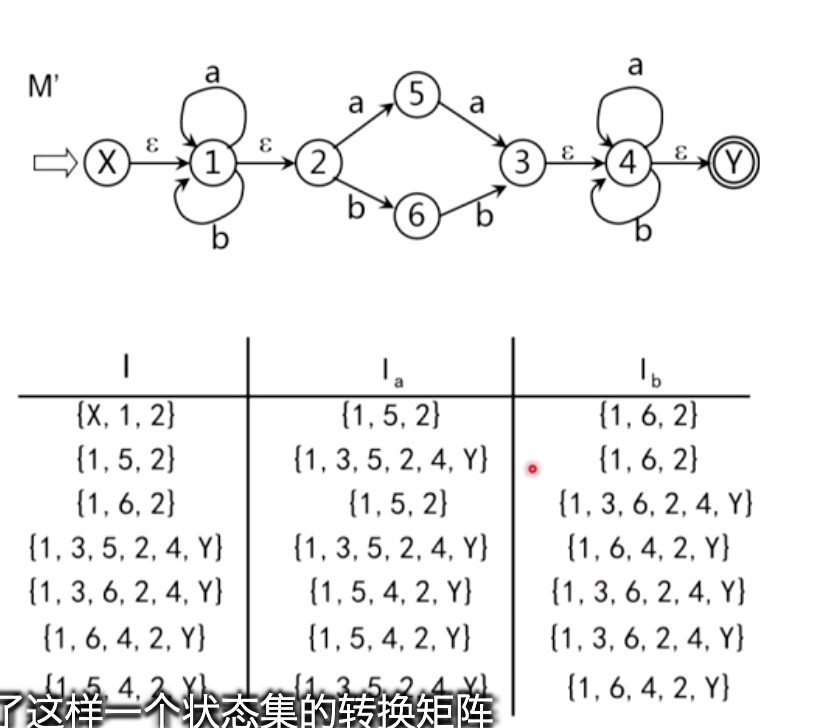 M'
a
a
5
a
a
X
ε
1
ε
2
3
ε
4
ε
Y
b
6
b
b
b
I
I a
I b
{X, 1, 2}
{1, 5, 2}
{1, 6, 2}
{1, 5, 2}
{1, 3, 5, 2, 4, Y}
{1, 6, 2}
{1, 6, 2}
{1, 5, 2}
{1, 3, 6, 2, 4, Y}
{1, 3, 5, 2, 4, Y}
{1, 3, 5, 2, 4, Y}
{1, 6, 4, 2, Y}
{1, 3, 6, 2, 4, Y}
{1, 5, 4, 2, Y}
{1, 3, 6, 2, 4, Y}
{1, 6, 4, 2, Y}
{1, 5, 4, 2, Y}
{1, 3, 6, 2, 4, Y}
{1, 5, 4, 2, Y}
{1, 3, 5, 2, 4, Y}
{1, 6, 4, 2, Y}
了这样一个状态集的转换矩阵